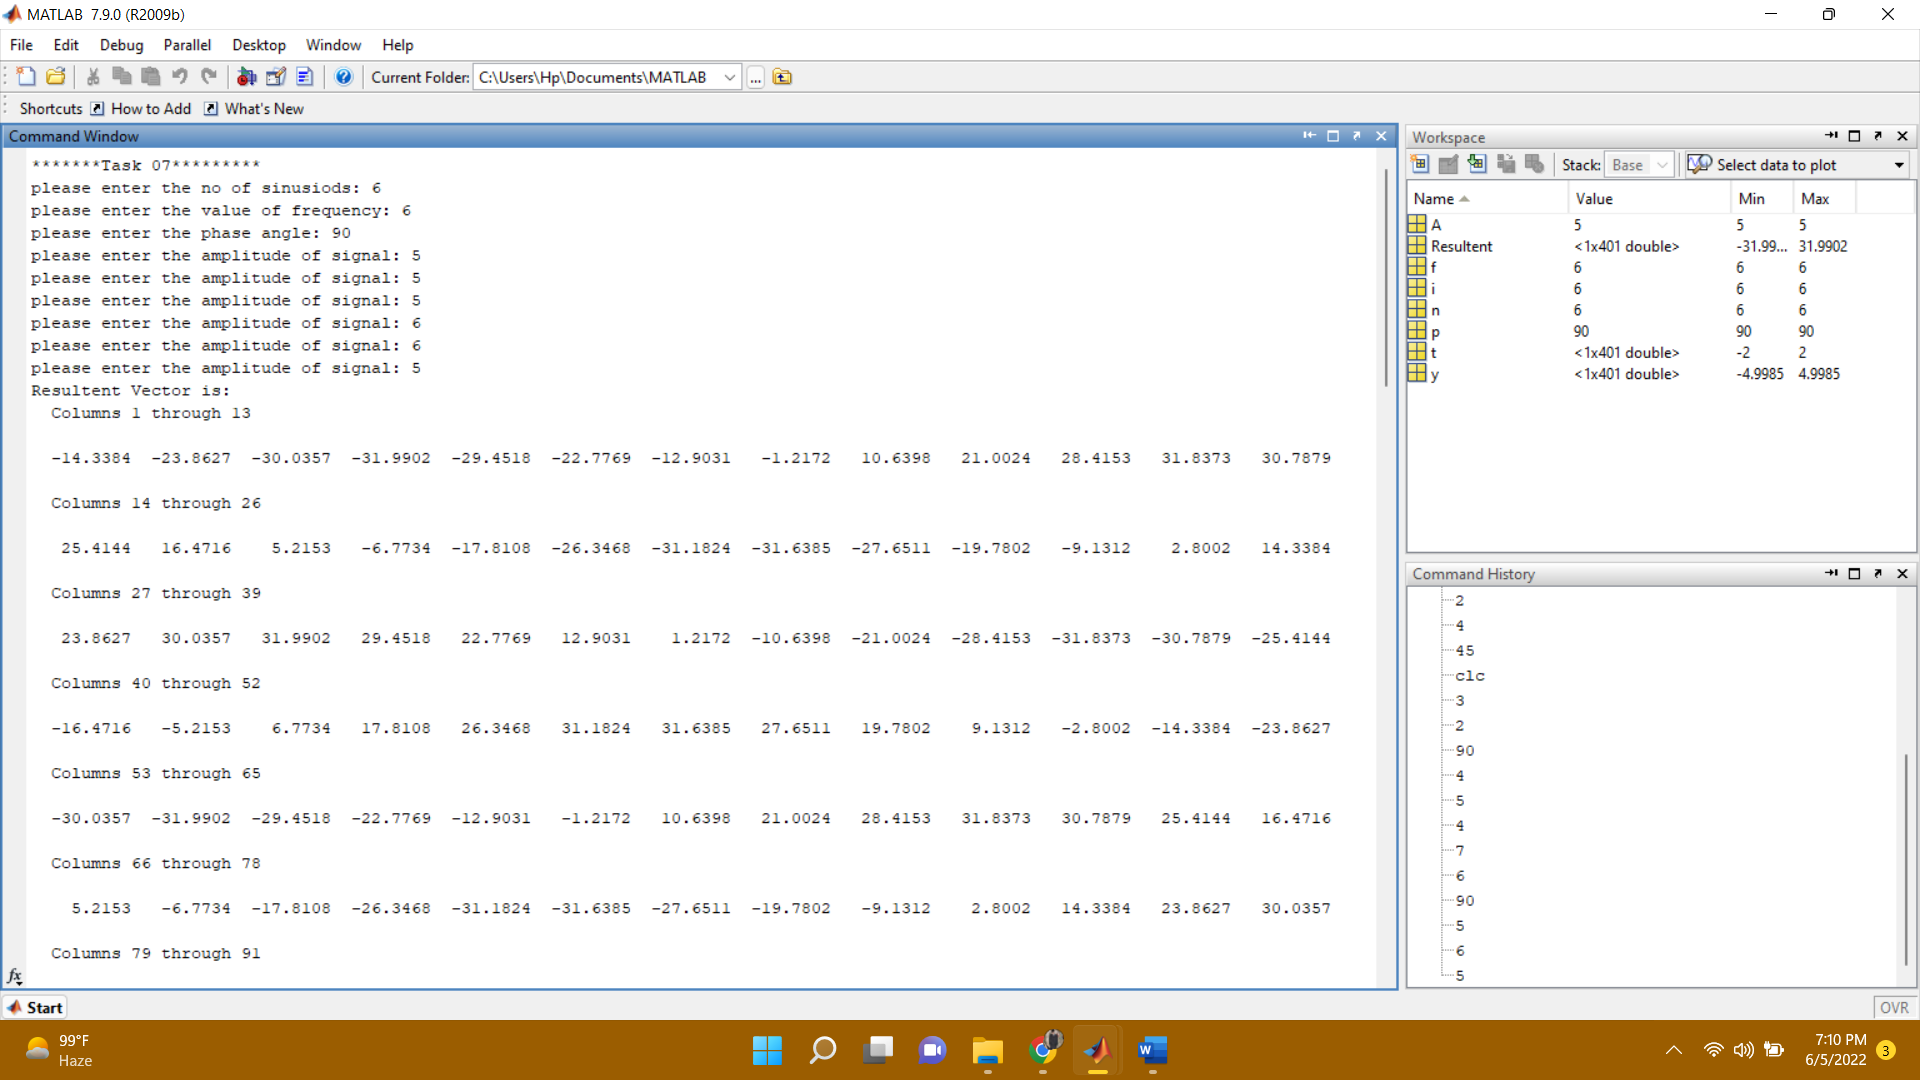 MATLAB 7.9.0 (R2009b)
File Edit Debug Parallel Desktop Window Help
Current Folder: C:\Users\Hp\Documents\MATLAB ...
Shortcuts How to Add What's New
Command Window
*******Task 07*********
please enter the no of sinusiods: 6
please enter the value of frequency: 6
please enter the phase angle: 90
please enter the amplitude of signal: 5
please enter the amplitude of signal: 5
please enter the amplitude of signal: 5
please enter the amplitude of signal: 6
please enter the amplitude of signal: 6
please enter the amplitude of signal: 5
Resultent Vector is:
Columns 1 through 13
-14.3384 -23.8627 -30.0357 -31.9902 -29.4518 -22.7769 -12.9031 -1.2172 10.6398 21.0024 28.4153 31.8373 30.7879
Columns 14 through 26
25.4144 16.4716 5.2153 -6.7734 -17.8108 -26.3468 -31.1824 -31.6385 -27.6511 -19.7802 -9.1312 2.8002 14.3384
Columns 27 through 39
23.8627 30.0357 31.9902 29.4518 22.7769 12.9031 1.2172 -10.6398 -21.0024 -28.4153 -31.8373 -30.7879 -25.4144
Columns 40 through 52
-16.4716 -5.2153 6.7734 17.8108 26.3468 31.1824 31.6385 27.6511 19.7802 9.1312 -2.8002 -14.3384 -23.8627
Columns 53 through 65
-30.0357 -31.9902 -29.4518 -22.7769 -12.9031 -1.2172 10.6398 21.0024 28.4153 31.8373 30.7879 25.4144 16.4716
Columns 66 through 78
5.2153 -6.7734 -17.8108 -26.3468 -31.1824 -31.6385 -27.6511 -19.7802 -9.1312 2.8002 14.3384 23.8627 30.0357
Columns 79 through 91
fx
Workspace
Stack: Base Select data to plot
Name Value Min Max
A 5 5 5
Resultent <1x401 double> -31.99... 31.9902
f 6 6 6
i 6 6 6
n 6 6 6
p 90 90 90
t <1x401 double> -2 2
y <1x401 double> -4.9985 4.9985
Command History
2
4
45
clc
3
2
90
4
5
4
7
6
90
5
6
5
Start
OVR
99°F
Haze
W
7:10 PM
6/5/2022
3